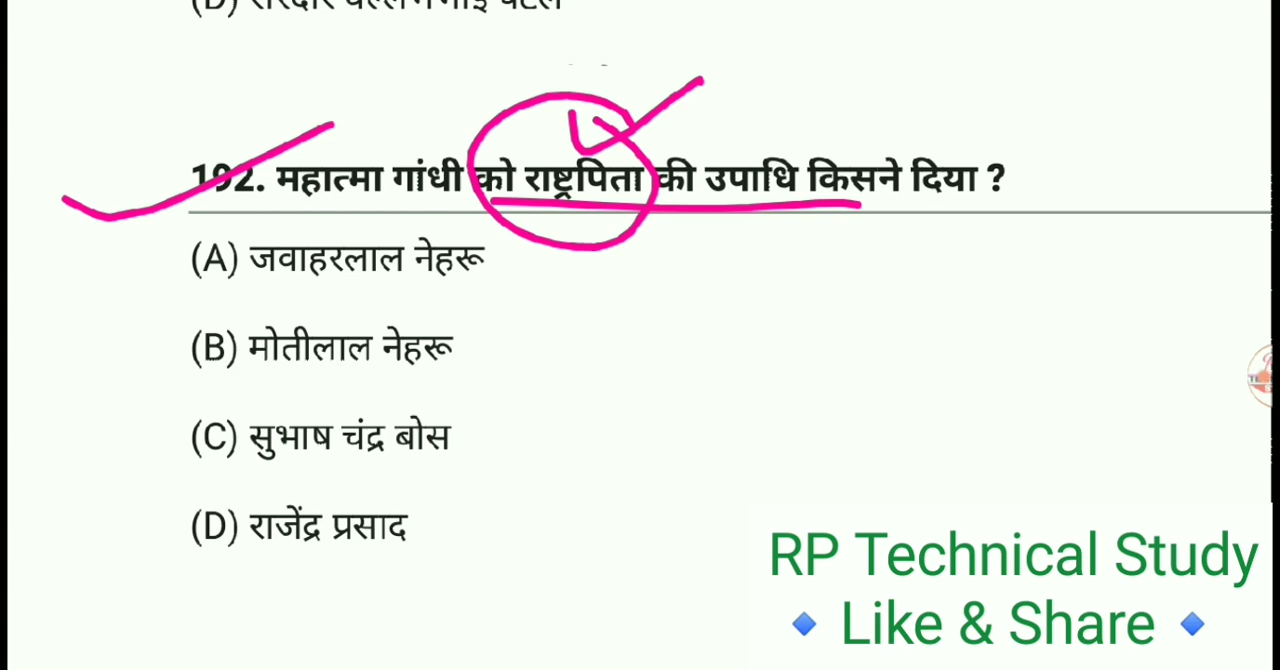 192. महात्मा गांधी को राष्ट्रपिता की उपाधि किसने दिया ?
(A) जवाहरलाल नेहरू
(B) मोतीलाल नेहरू
(C) सुभाष चंद्र बोस
(D) राजेंद्र प्रसाद
RP Technical Study
🔹 Like & Share 🔹